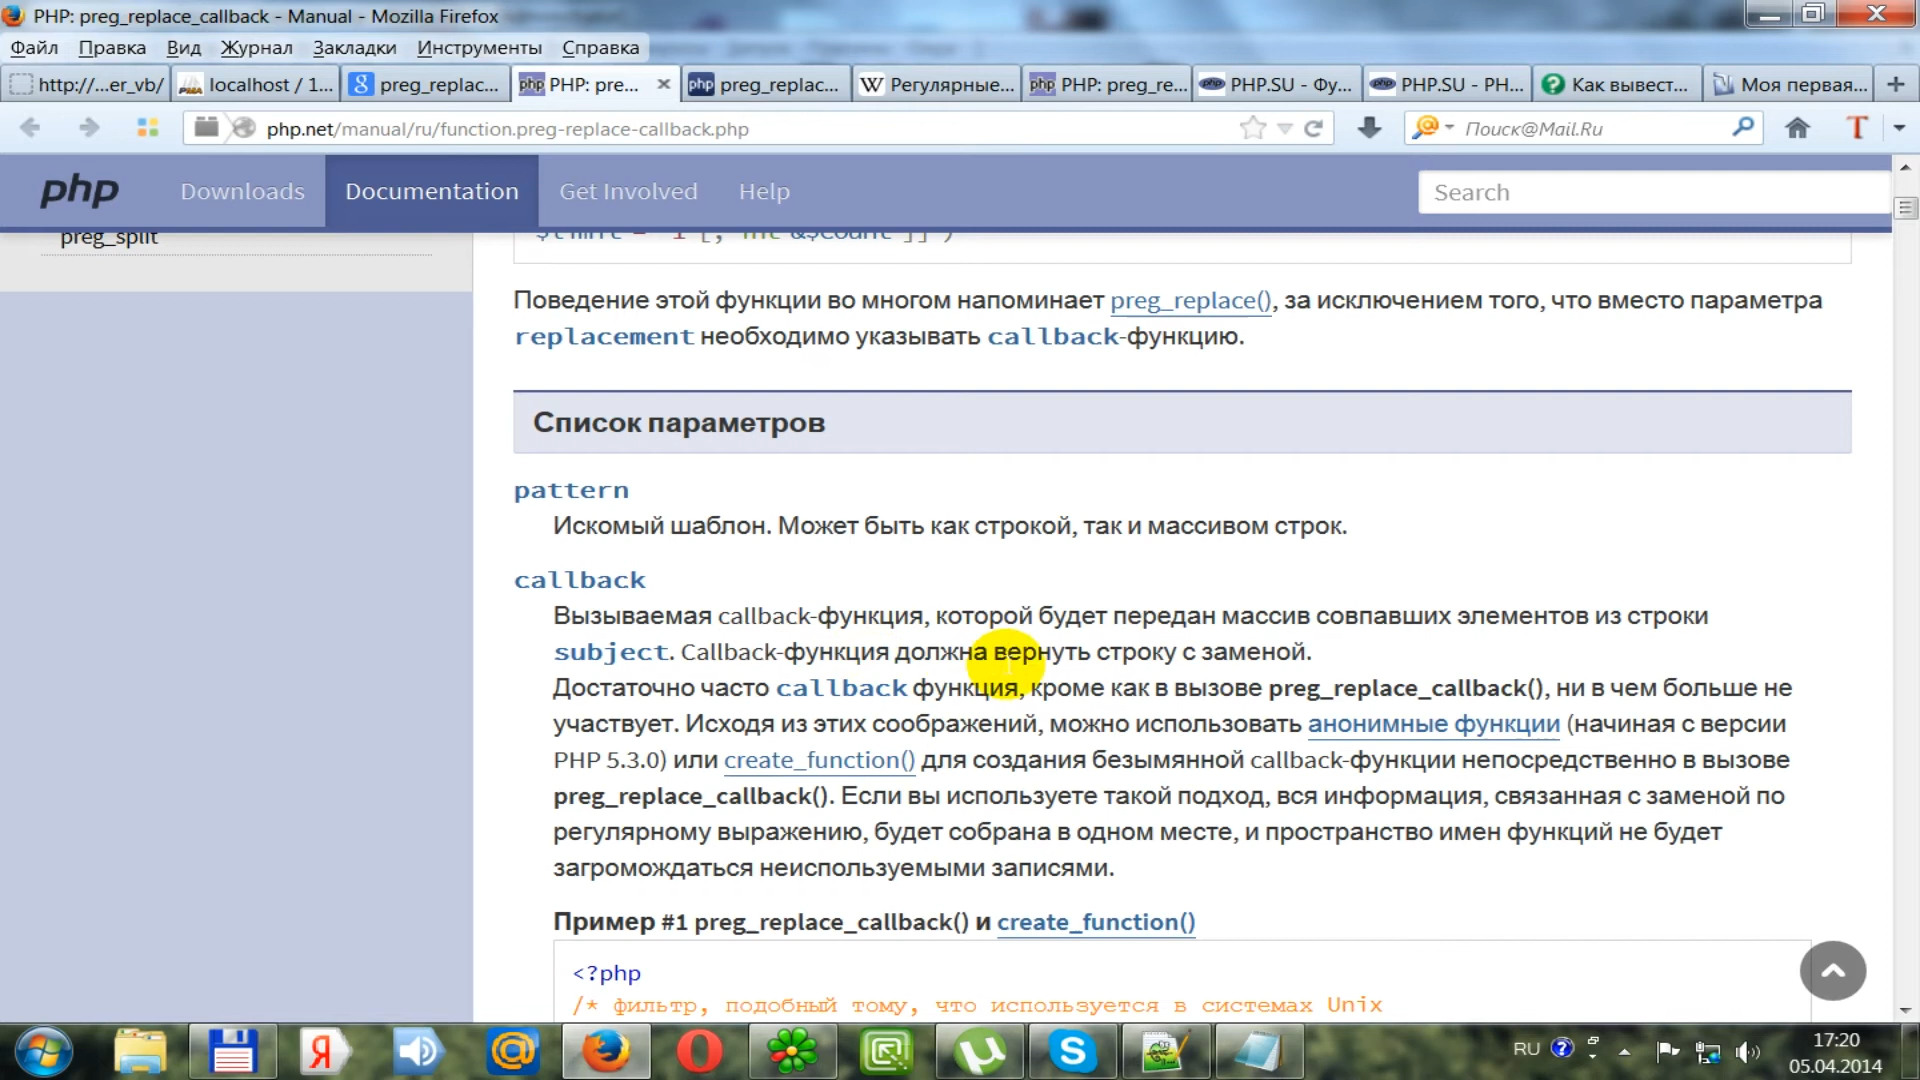 PHP: preg_replace_callback - Manual - Mozilla Firefox
Файл Правка Вид Журнал Закладки Инструменты Справка
http://...er_vb/ localhost / 1... preg_replac... PHP: pre... preg_replac... Регулярные... PHP: preg_re... PHP.SU - Фу... PHP.SU - PH... Как вывест... Моя первая...
php.net/manual/ru/function.preg-replace-callback.php Поиск@Mail.Ru
php Downloads Documentation Get Involved Help Search
preg_split
Поведение этой функции во многом напоминает preg_replace(), за исключением того, что вместо параметра
replacement необходимо указывать callback-функцию.
Список параметров
pattern
Искомый шаблон. Может быть как строкой, так и массивом строк.
callback
Вызываемая callback-функция, которой будет передан массив совпавших элементов из строки
subject. Callback-функция должна вернуть строку с заменой.
Достаточно часто callback функция, кроме как в вызове preg_replace_callback(), ни в чем больше не
участвует. Исходя из этих соображений, можно использовать анонимные функции (начиная с версии
PHP 5.3.0) или create_function() для создания безымянной callback-функции непосредственно в вызове
preg_replace_callback(). Если вы используете такой подход, вся информация, связанная с заменой по
регулярному выражению, будет собрана в одном месте, и пространство имен функций не будет
загромождаться неиспользуемыми записями.
Пример #1 preg_replace_callback() и create_function()
<?php
/* фильтр, подобный тому, что используется в системах Unix
RU 17:20
05.04.2014